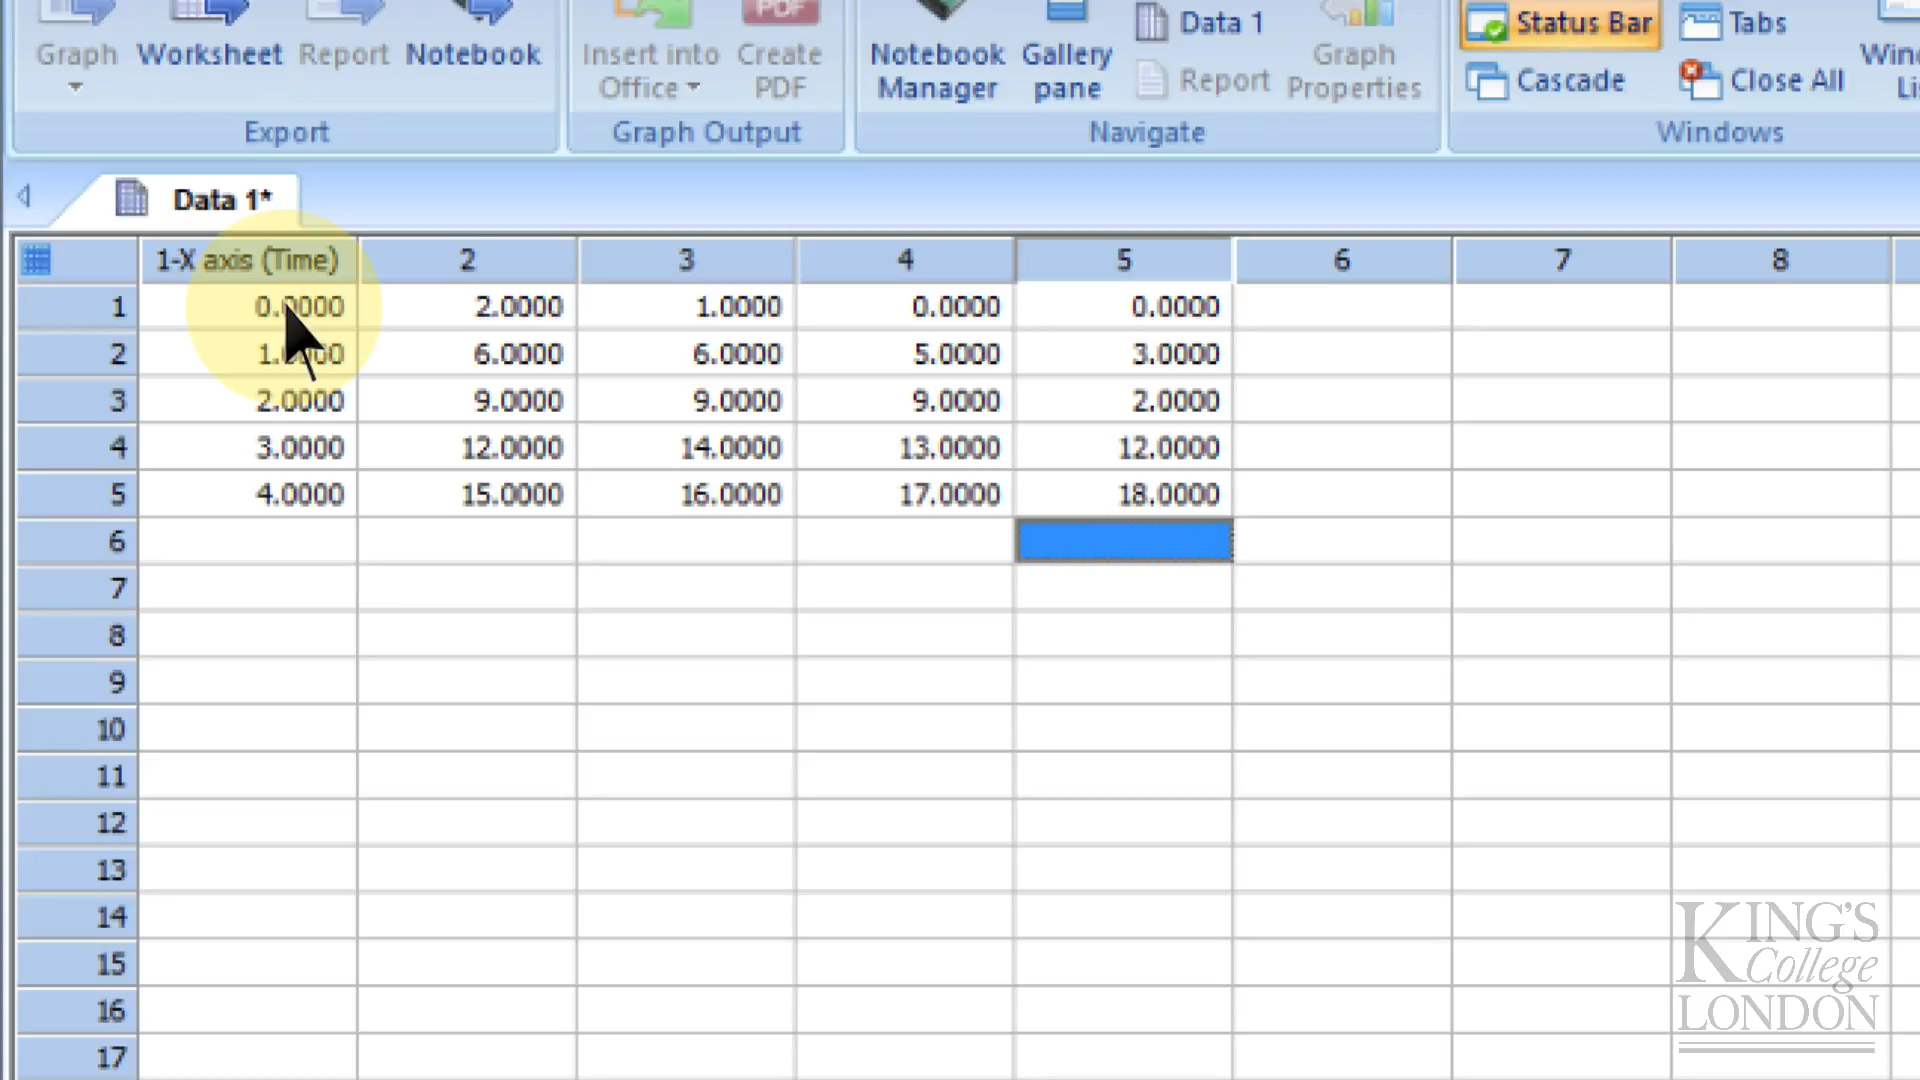 Graph Worksheet Report Notebook
Insert into Office
Create PDF
PDF
Notebook Manager
Gallery pane
Data 1
Report
Graph Properties
Status Bar
Cascade
Tabs
Close All
Export
Graph Output
Navigate
Windows
Data 1*
1-X axis (Time) 2 3 4 5 6 7 8
1 0.0000 2.0000 1.0000 0.0000 0.0000
2 1.0000 6.0000 6.0000 5.0000 3.0000
3 2.0000 9.0000 9.0000 9.0000 2.0000
4 3.0000 12.0000 14.0000 13.0000 12.0000
5 4.0000 15.0000 16.0000 17.0000 18.0000
6
7
8
9
10
11
12
13
14
15
16
17
KING'S
College
LONDON